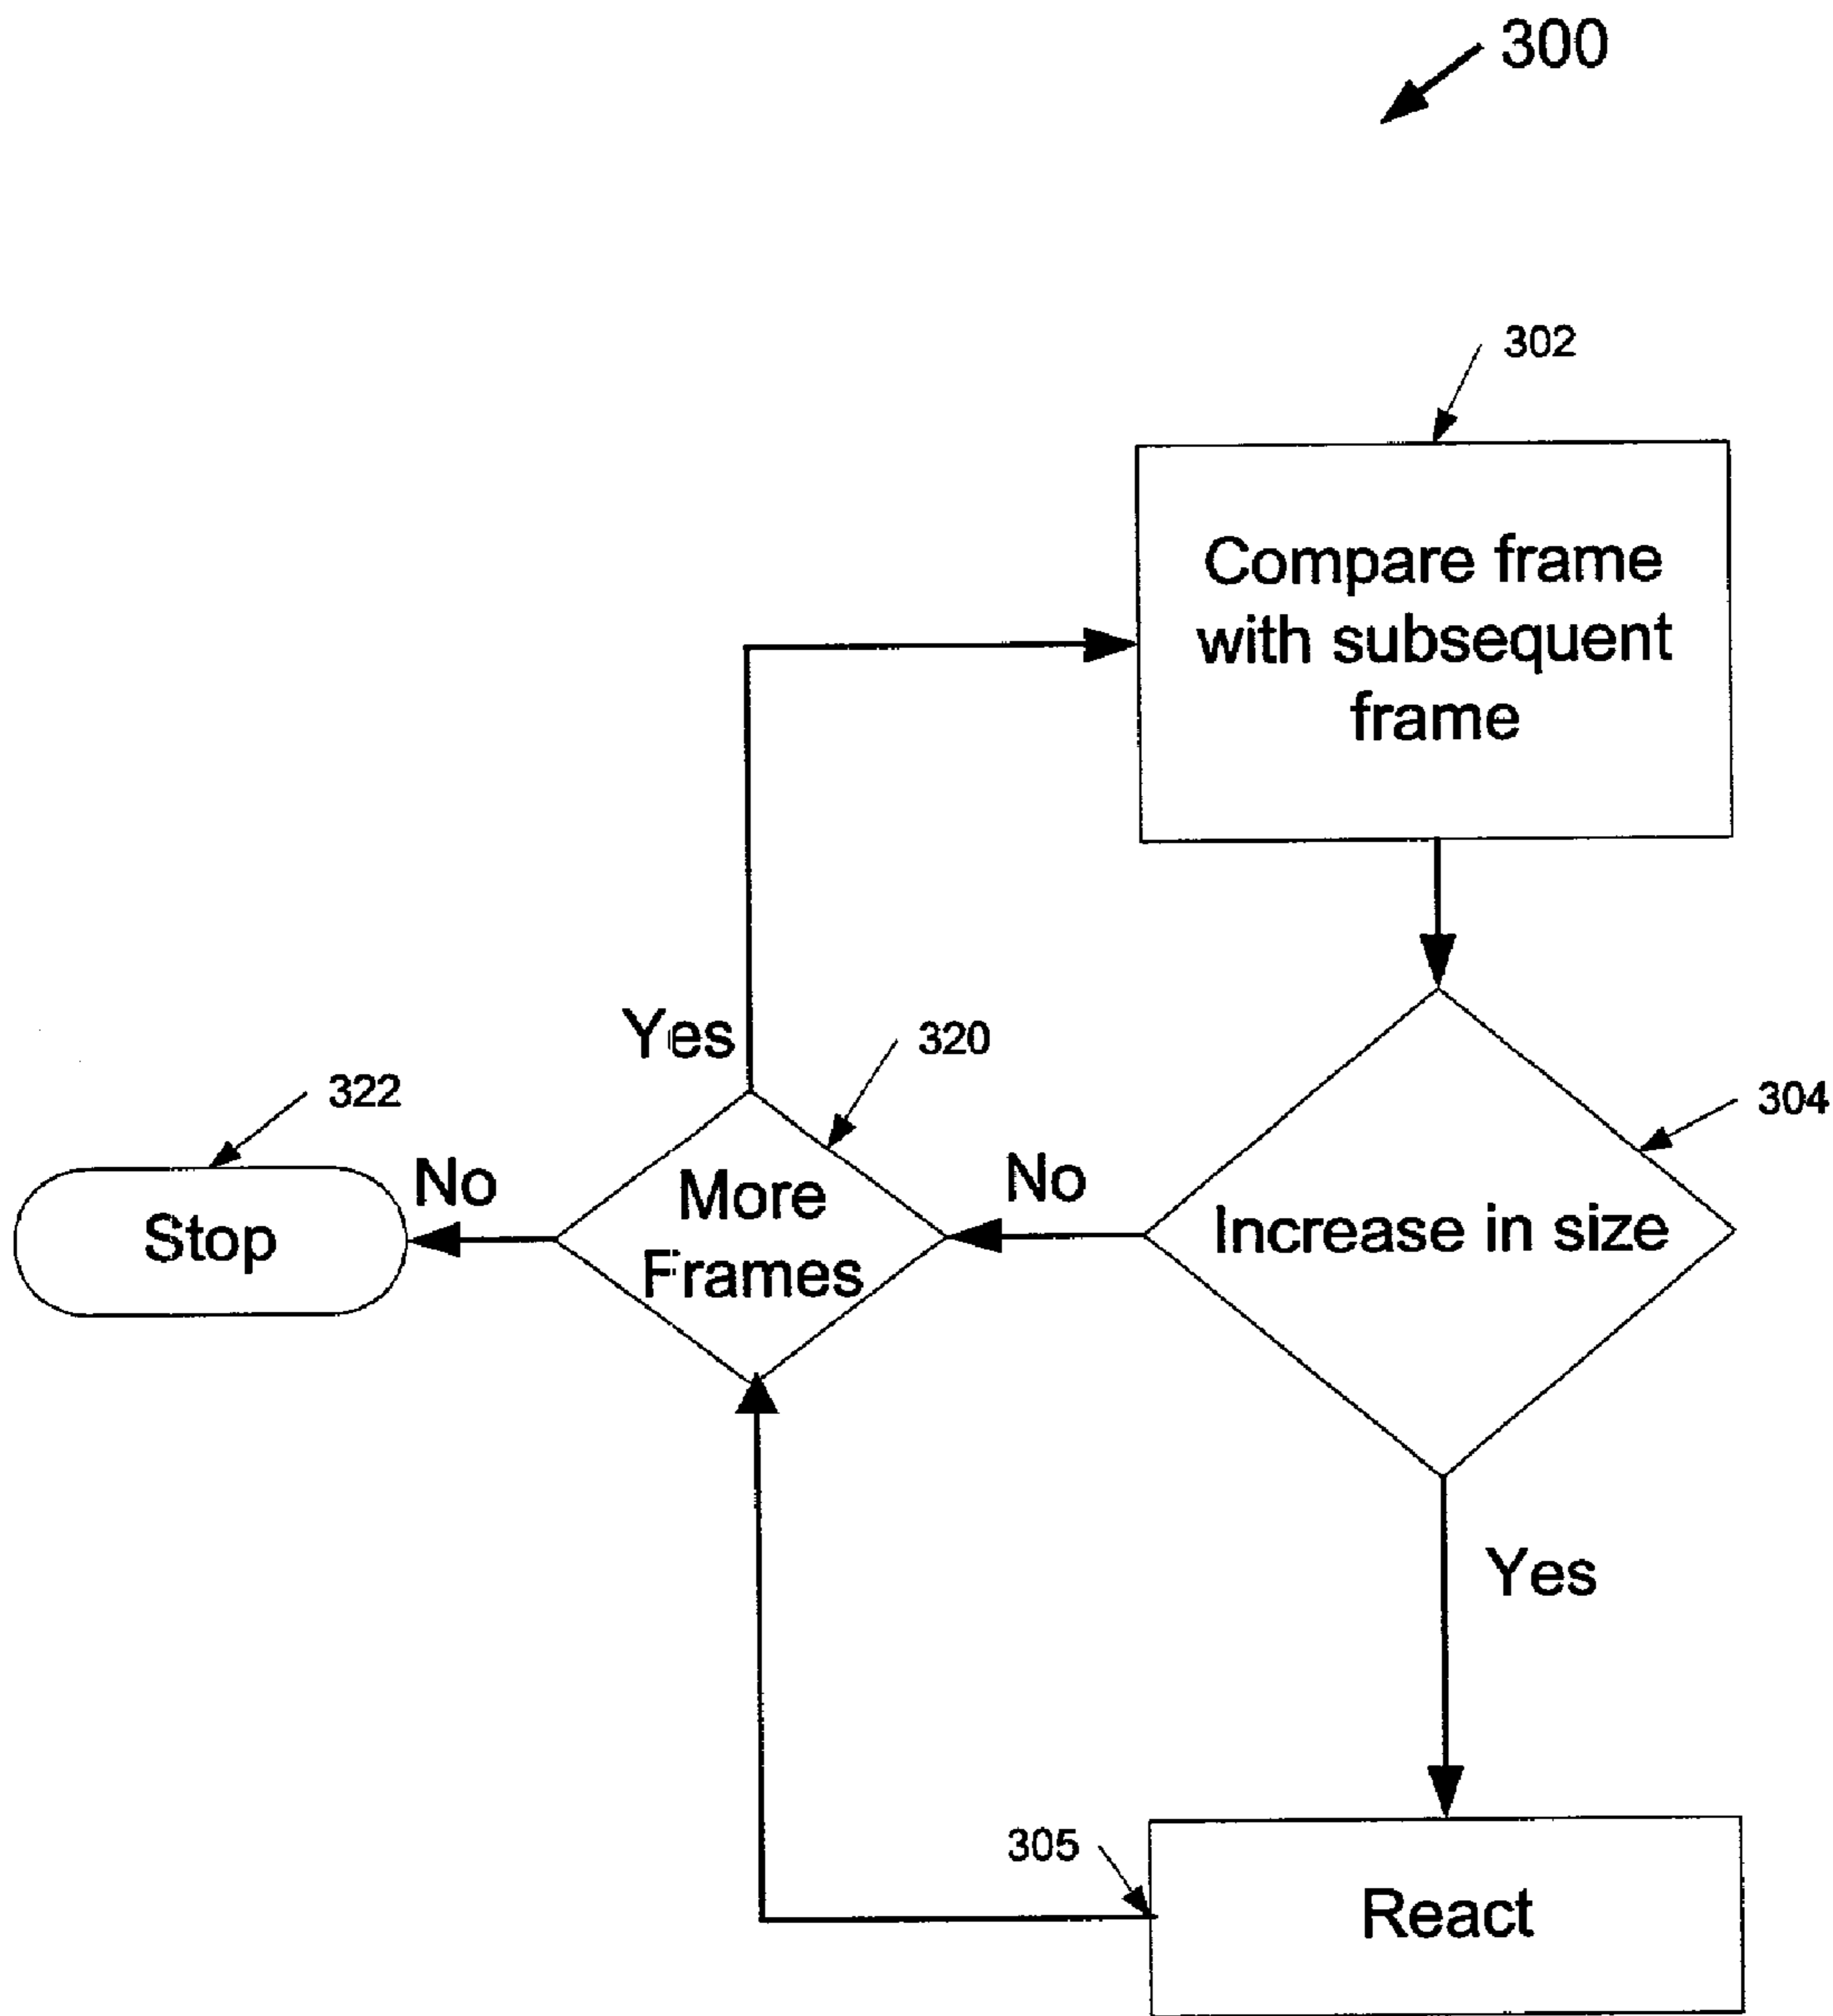 300
302
Compare frame
with subsequent
frame
Yes
320
322
304
No
No
Stop
More
Frames
Increase in size
Yes
305
React